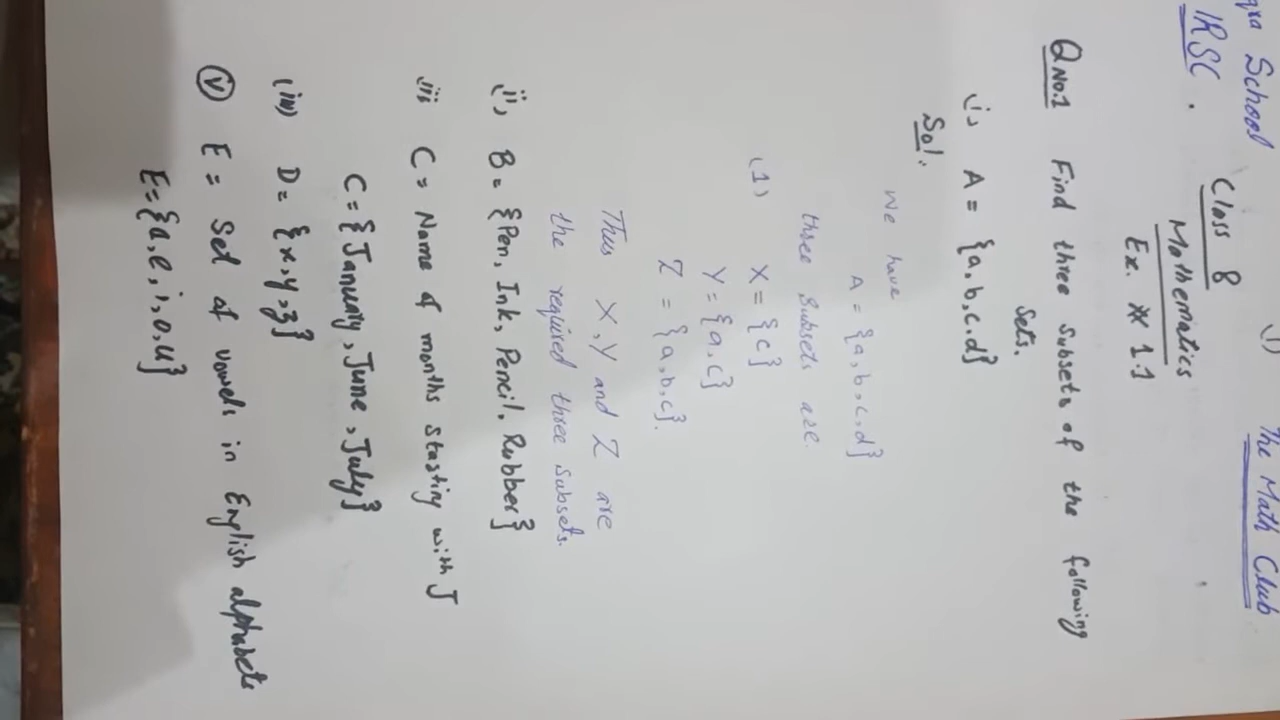 (1)
School The Math Club
IRSC.
Class 8
Mathematics
Ex. 1.1
Q No.1 Find three subsets of the following
Sets.
(i) A = {a, b, c, d}
Sol:
We have
A = {a, b, c, d}
three subsets are.
(1) X = {c}
Y = {a, c}
Z = {a, b, c}.
Thus X, Y and Z are
the required three subsets.
(ii) B = {Pen, Ink, Pencil, Rubber}
iii C = Name of months starting with J
C = {January, June, July}
(iv) D = {x, y, z}
(v) E = Set of vowels in English alphabets
E = {a, e, i, o, u}